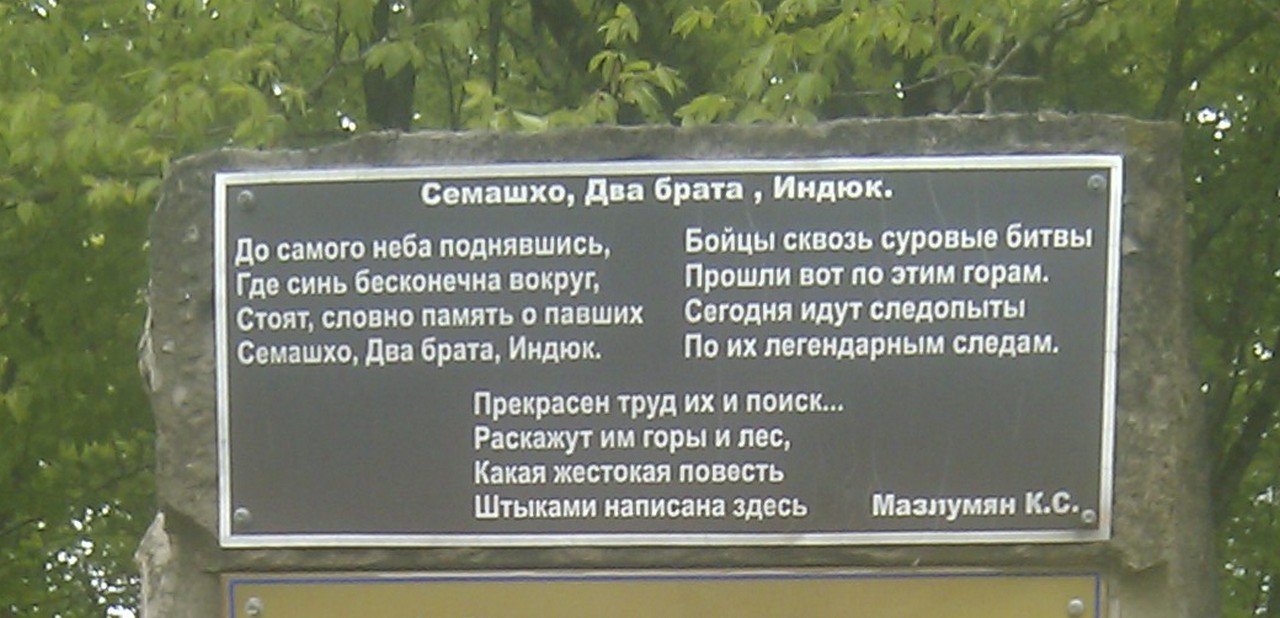 Семашхо, Два брата , Индюк.
До самого неба поднявшись,
Где синь бесконечна вокруг,
Стоят, словно память о павших
Семашхо, Два брата, Индюк.
Бойцы сквозь суровые битвы
Прошли вот по этим горам.
Сегодня идут следопыты
По их легендарным следам.
Прекрасен труд их и поиск...
Раскажут им горы и лес,
Какая жестокая повесть
Штыками написана здесь
Мазлумян К.С.